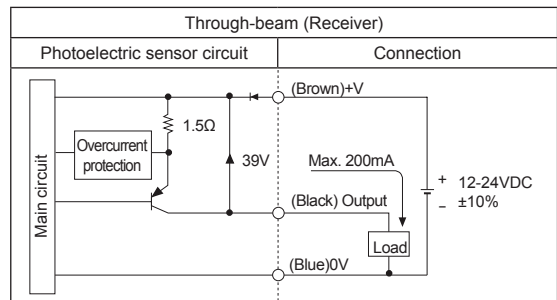 Through-beam (Receiver)
Photoelectric sensor circuit
Connection
(Brown)+V
1.5Ω
Overcurrent
protection
39V
Max. 200mA
Main circuit
+
12-24VDC
−
±10%
(Black) Output
Load
(Blue)0V